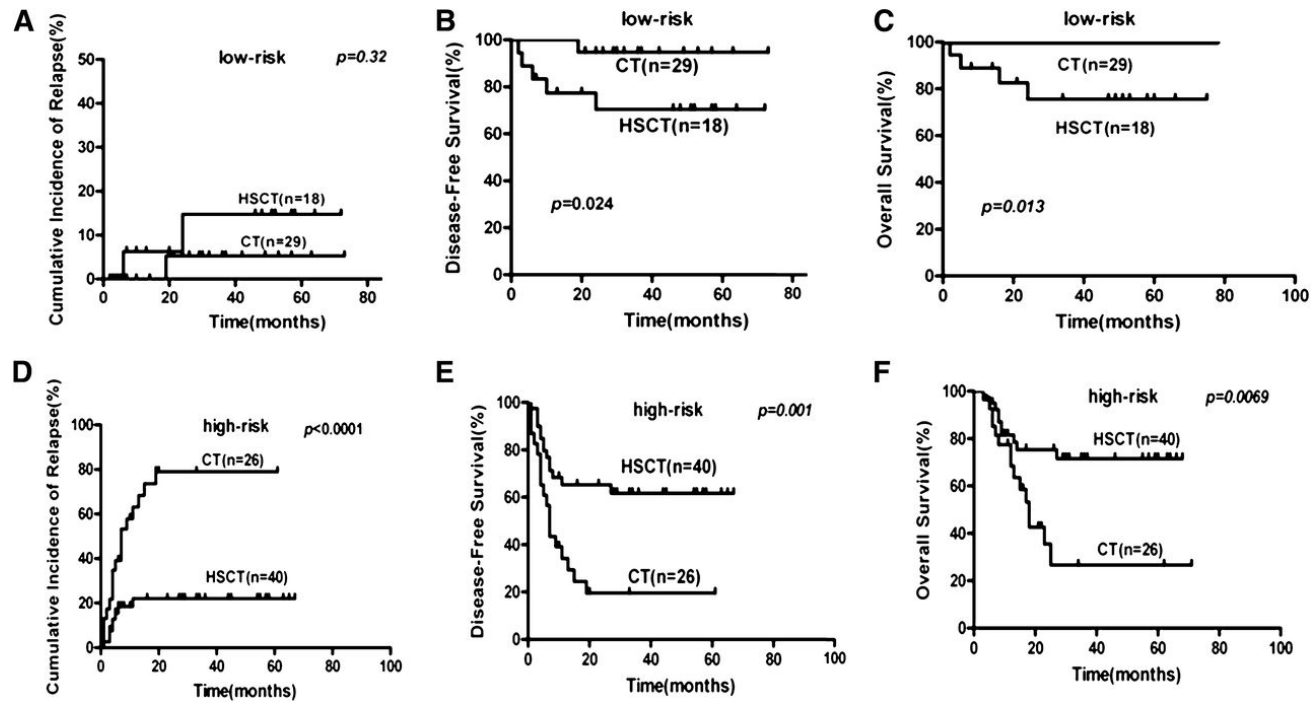 A
Cumulative Incidence of Relapse(%)
low-risk
p=0.32
50
40
30
20
10
0
HSCT(n=18)
CT(n=29)
0 20 40 60 80
Time(months)
B
low-risk
Disease-Free Survival(%)
100
80
60
40
20
0
CT(n=29)
HSCT(n=18)
p=0.024
0 20 40 60 80
Time(months)
C
low-risk
Overall Survival(%)
100
80
60
40
20
0
CT(n=29)
HSCT(n=18)
p=0.013
0 20 40 60 80 100
Time(months)
D
Cumulative Incidence of Relapse(%)
high-risk
p<0.0001
100
80
60
40
20
0
CT(n=26)
HSCT(n=40)
0 20 40 60 80 100
Time(months)
E
Disease-Free Survival(%)
high-risk
p=0.001
100
80
60
40
20
0
HSCT(n=40)
CT(n=26)
0 20 40 60 80 100
Time(months)
F
Overall Survival(%)
high-risk
p=0.0069
100
80
60
40
20
0
HSCT(n=40)
CT(n=26)
0 20 40 60 80 100
Time(months)